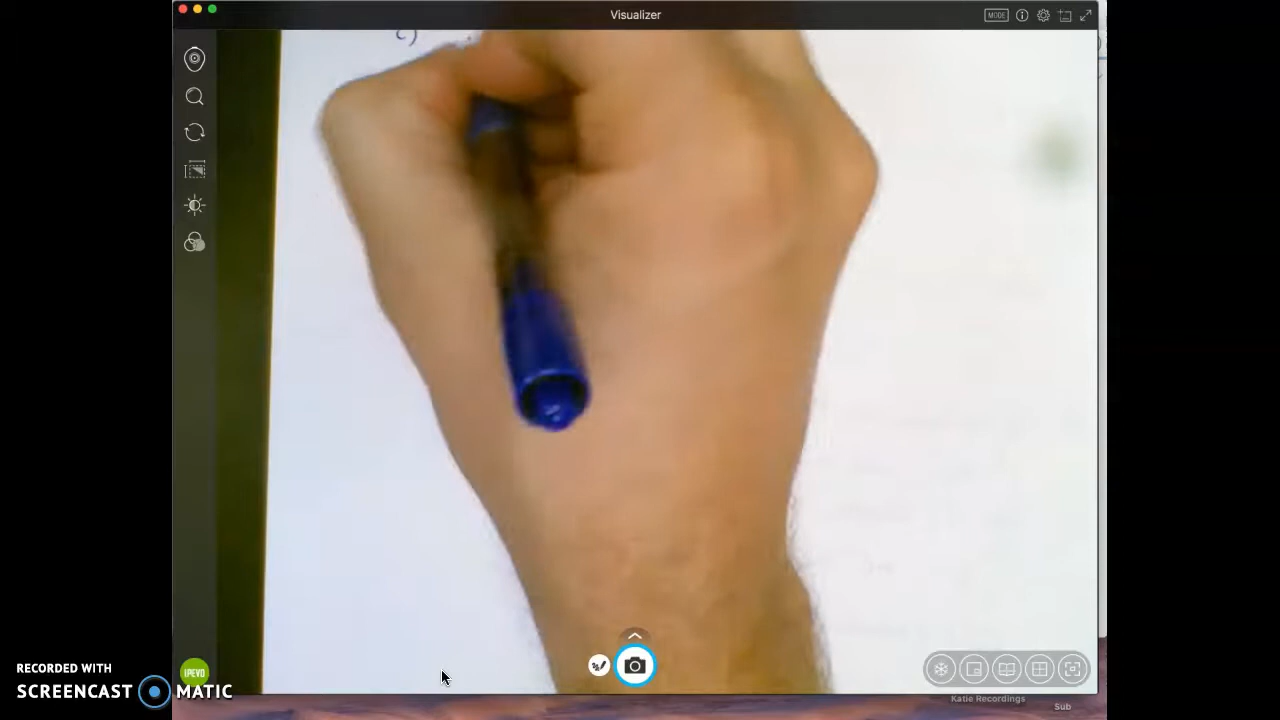 Visualizer
MODE
c)
IPEVO
RECORDED WITH
SCREENCAST MATIC
Katie Recordings
Sub